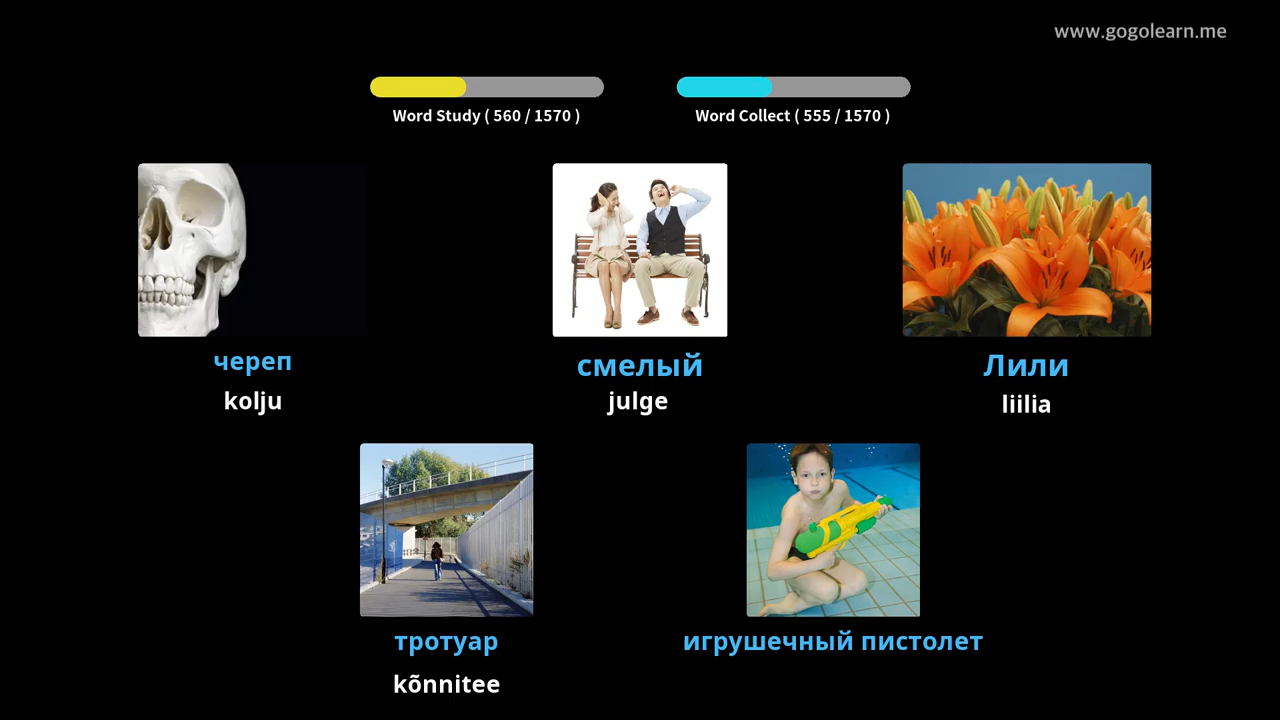 www.gogolearn.me
Word Study ( 560 / 1570 )
Word Collect ( 555 / 1570 )
череп
kolju
смелый
julge
Лили
liilia
тротуар
kõnnitee
игрушечный пистолет